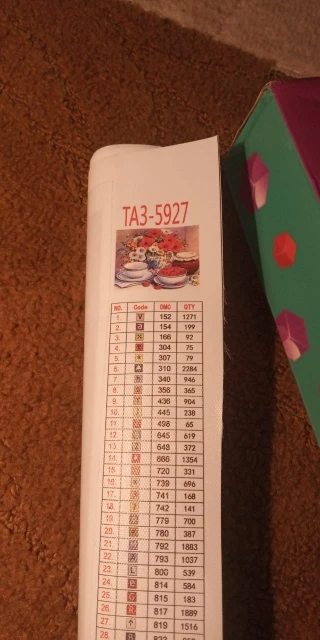 TA3-5927
NO. Code DMC QTY
1. V 152 1271
2. 154 199
3. 166 92
4. 304 75
5. 307 79
6. 310 2284
7. 340 946
8. 356 365
9. 436 904
10. 445 238
11. 498 65
12. 645 619
13. 2 648 372
14. 666 1354
15. 720 331
16. 739 696
17. 741 168
18. 742 141
19. 779 700
20. 780 387
21. 792 1883
22. 793 1037
23. L 800 539
24. 814 584
25. G 815 183
26. 817 1889
27. ↑ 819 1516
28. 823